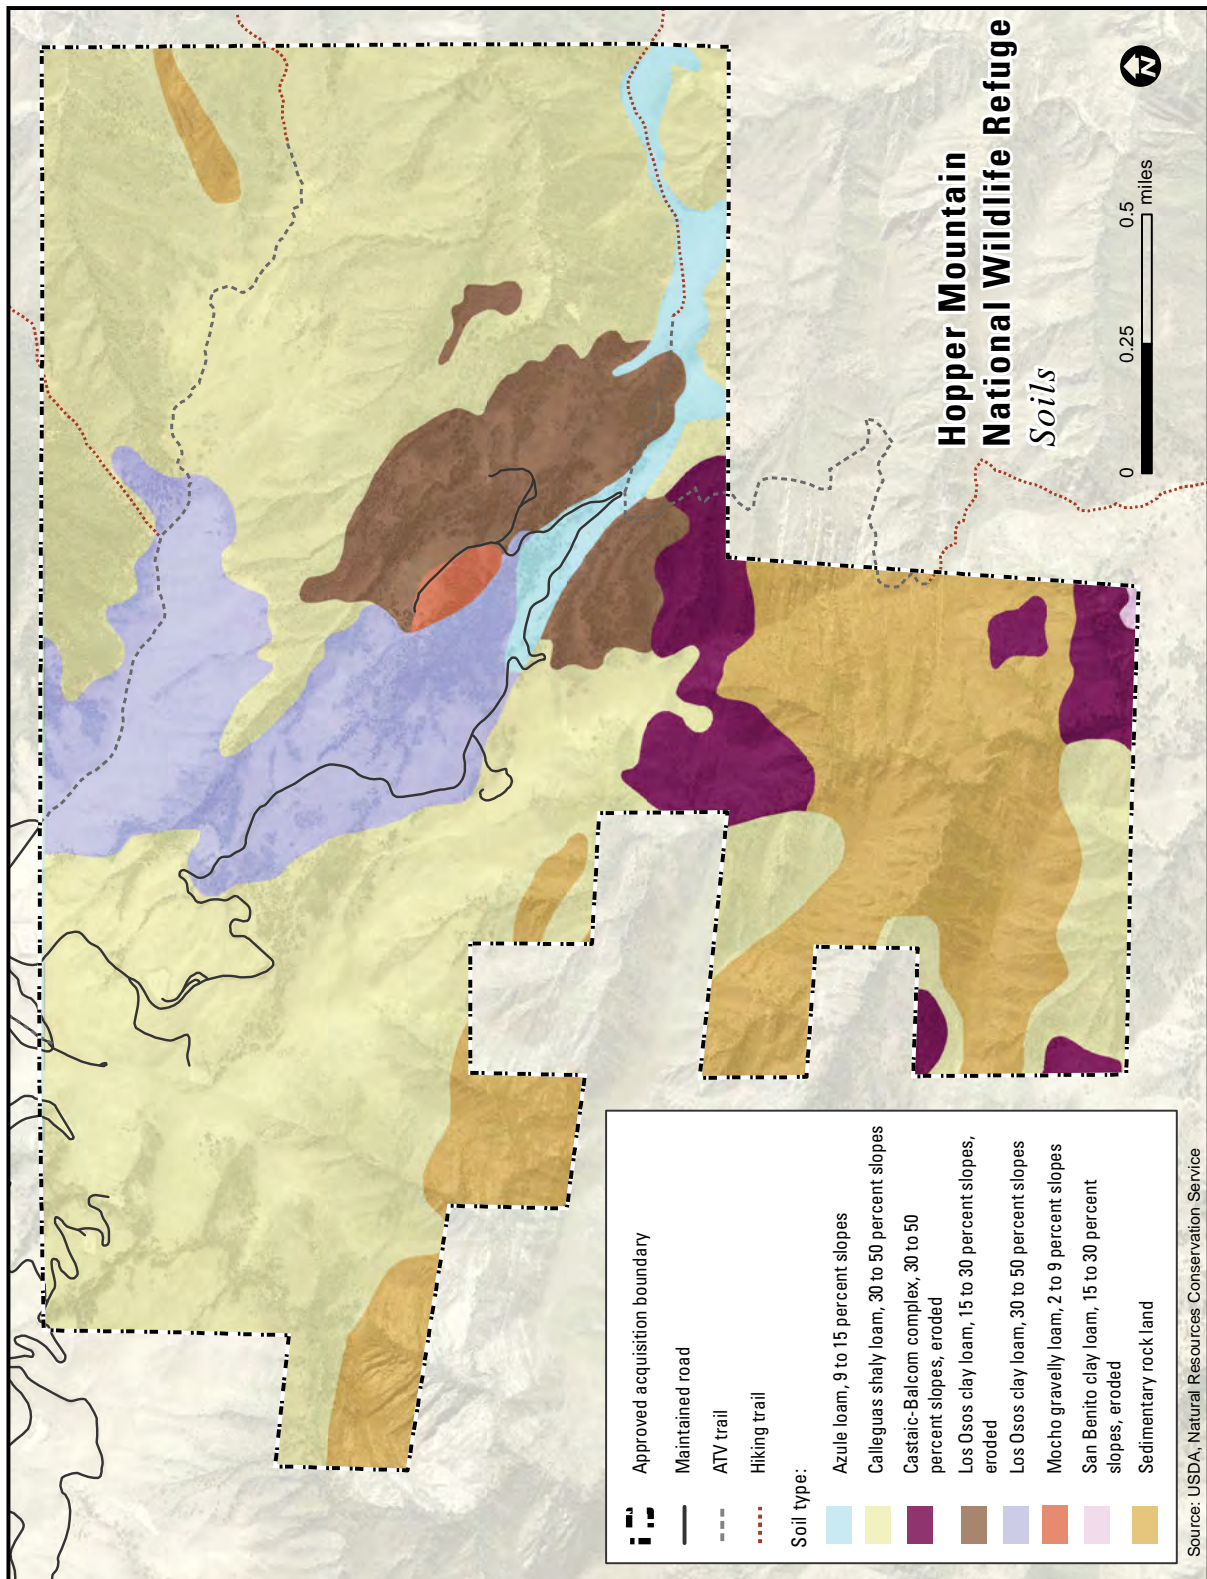 Hopper Mountain
National Wildlife Refuge
Soils
N
0
0.25
0.5
miles
Approved acquisition boundary
Maintained road
ATV trail
Hiking trail
Soil type:
Azule loam, 9 to 15 percent slopes
Calleguas shaly loam, 30 to 50 percent slopes
Castaic-Balcom complex, 30 to 50
percent slopes, eroded
Los Osos clay loam, 15 to 30 percent slopes,
eroded
Los Osos clay loam, 30 to 50 percent slopes
Mocho gravelly loam, 2 to 9 percent slopes
San Benito clay loam, 15 to 30 percent
slopes, eroded
Sedimentary rock land
Source: USDA, Natural Resources Conservation Service